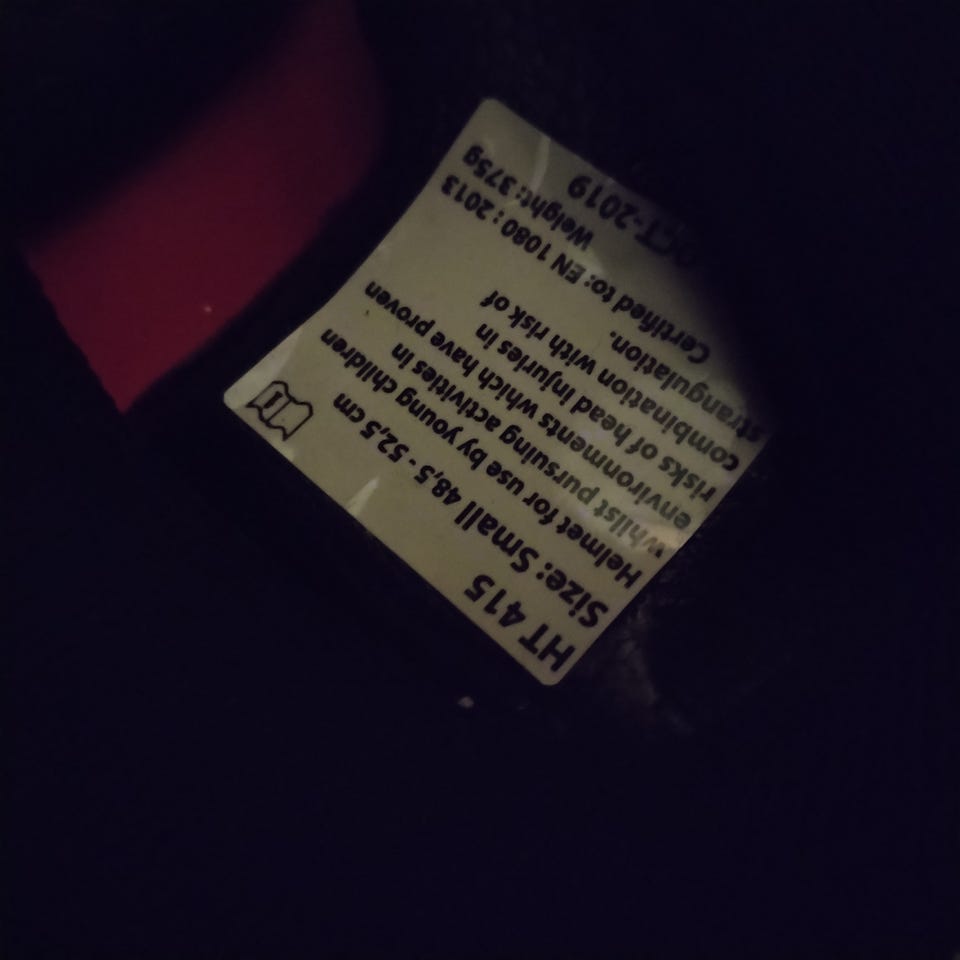 HT 415
Size: Small 48,5 - 52,5 cm
Helmet for use by young children
whilst pursuing activities in
environments which have proven
risks of head injuries in
combination with risk of
strangulation.
Certified to: EN 1080 : 2013
Weight: 375g
OCT-2019